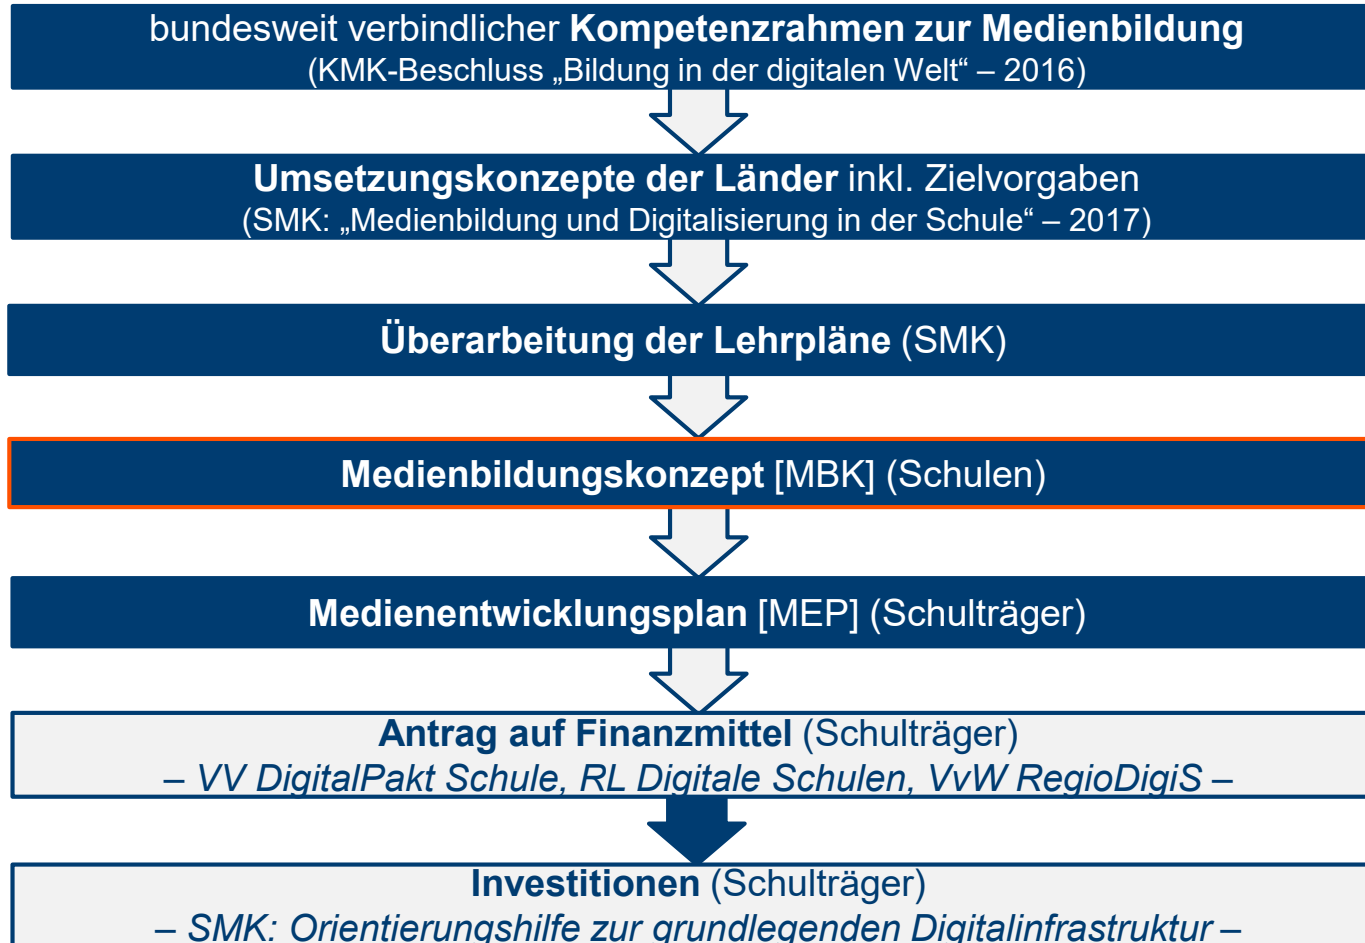 bundesweit verbindlicher Kompetenzrahmen zur Medienbildung
(KMK-Beschluss „Bildung in der digitalen Welt“ – 2016)
Umsetzungskonzepte der Länder inkl. Zielvorgaben
(SMK: „Medienbildung und Digitalisierung in der Schule“ – 2017)
Überarbeitung der Lehrpläne (SMK)
Medienbildungskonzept [MBK] (Schulen)
Medienentwicklungsplan [MEP] (Schulträger)
Antrag auf Finanzmittel (Schulträger)
– VV DigitalPakt Schule, RL Digitale Schulen, VvW RegioDigiS –
Investitionen (Schulträger)
– SMK: Orientierungshilfe zur grundlegenden Digitalinfrastruktur –